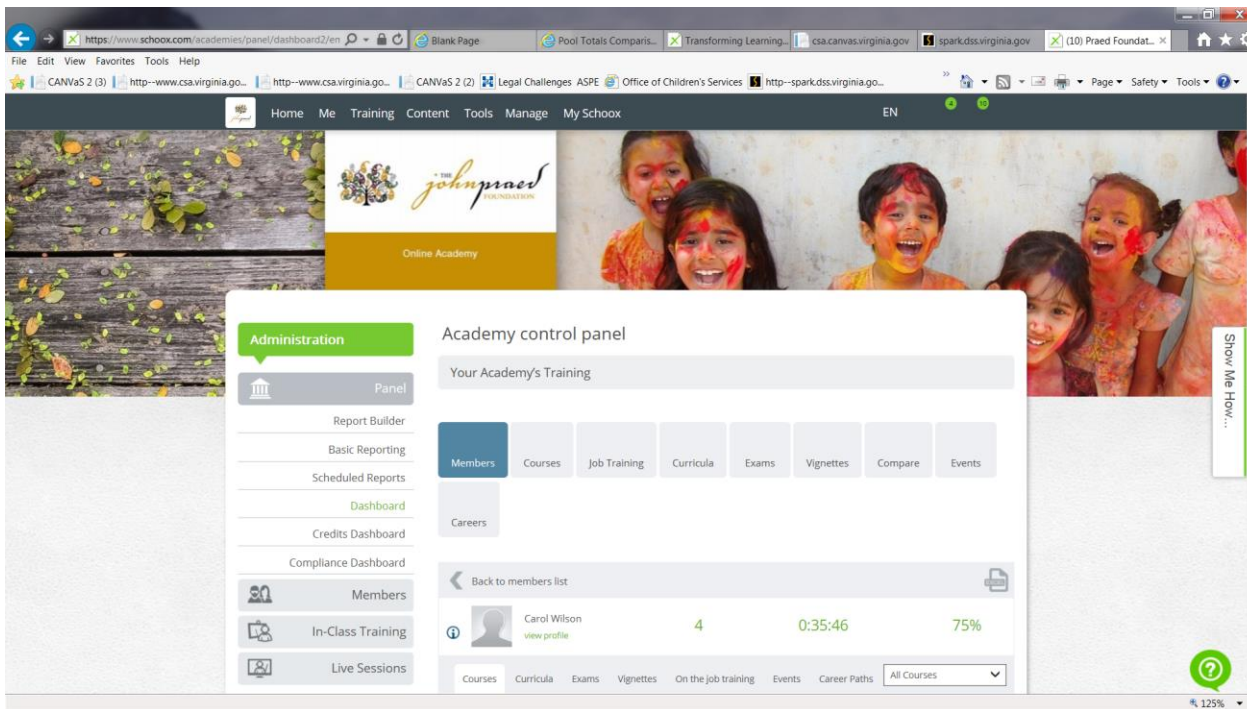 https://www.schoox.com/academies/panel/dashboard2/en
Blank Page
Pool Totals Comparis...
Transforming Learning...
csa.canvas.virginia.gov
spark.dss.virginia.gov
(10) Praed Foundat...
File Edit View Favorites Tools Help
CANVaS 2 (3) http--www.csa.virginia.go... http--www.csa.virginia.go... CANVaS 2 (2) Legal Challenges ASPE Office of Children's Services http--spark.dss.virginia.go... Page Safety Tools
Home Me Training Content Tools Manage My Schoox EN 4 10
THE
johnpraed
FOUNDATION
Online Academy
Show Me How...
Administration
Panel
Report Builder
Basic Reporting
Scheduled Reports
Dashboard
Credits Dashboard
Compliance Dashboard
Members
In-Class Training
Live Sessions
Academy control panel
Your Academy's Training
Members Courses Job Training Curricula Exams Vignettes Compare Events
Careers
Back to members list
Carol Wilson 4 0:35:46 75%
view profile
Courses Curricula Exams Vignettes On the job training Events Career Paths All Courses
125%